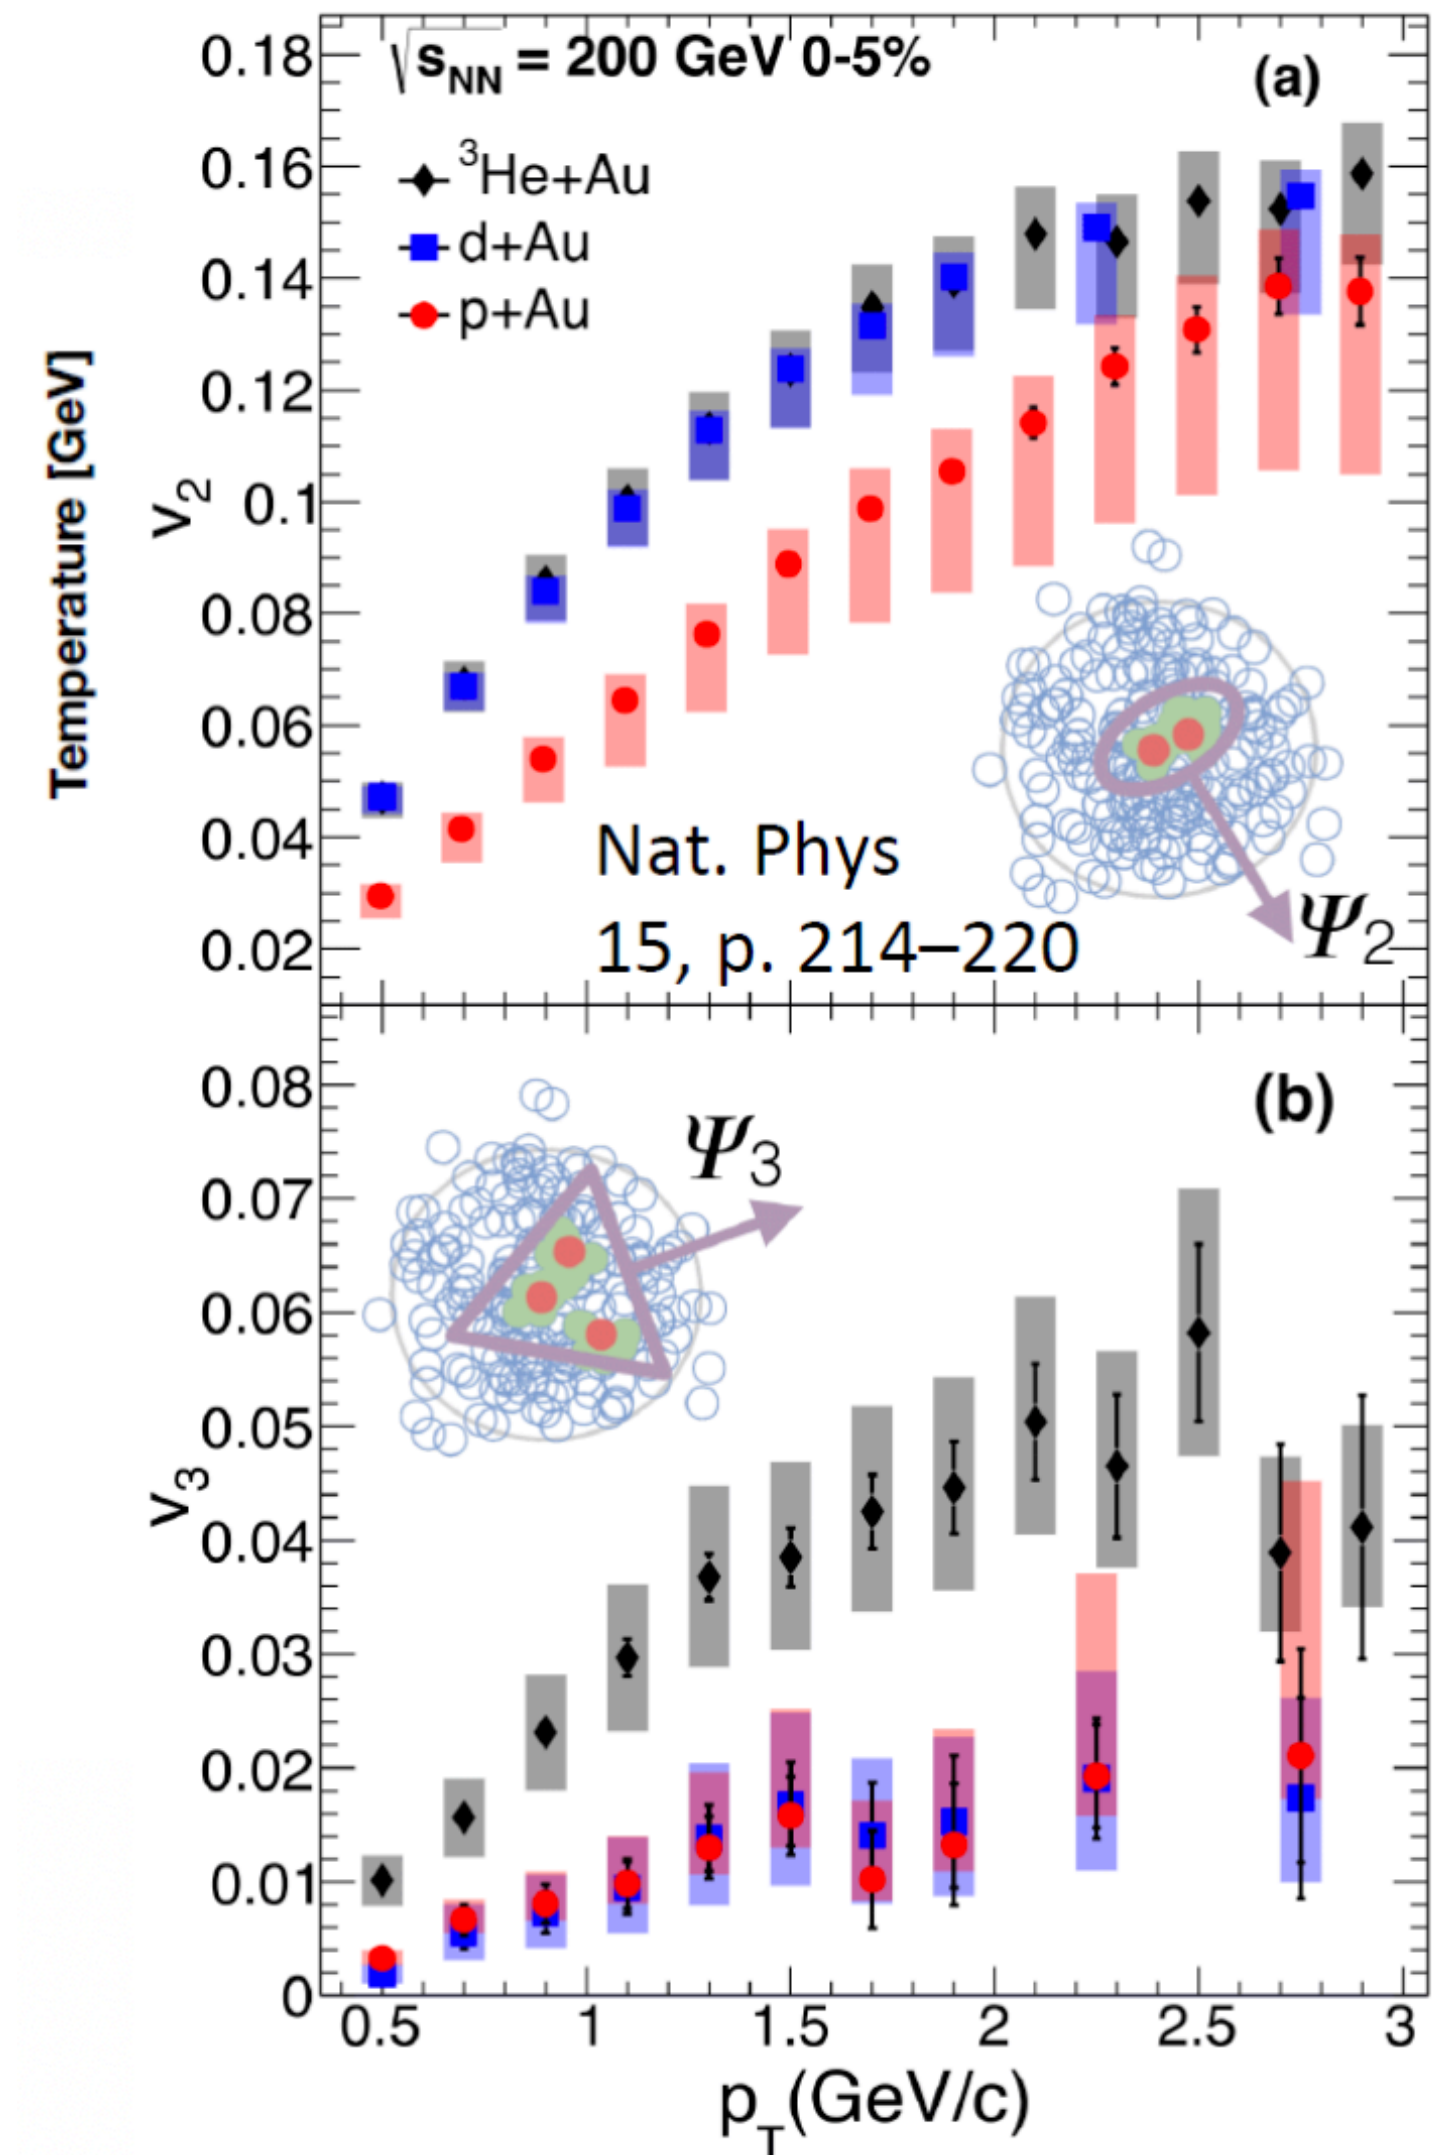 √sNN = 200 GeV 0-5%
(a)
3He+Au
d+Au
p+Au
Temperature [GeV]
v2
0.18
0.16
0.14
0.12
0.1
0.08
0.06
0.04
0.02
Nat. Phys
15, p. 214–220
Ψ2
(b)
Ψ3
v3
0.08
0.07
0.06
0.05
0.04
0.03
0.02
0.01
0
0.5 1 1.5 2 2.5 3
pT(GeV/c)